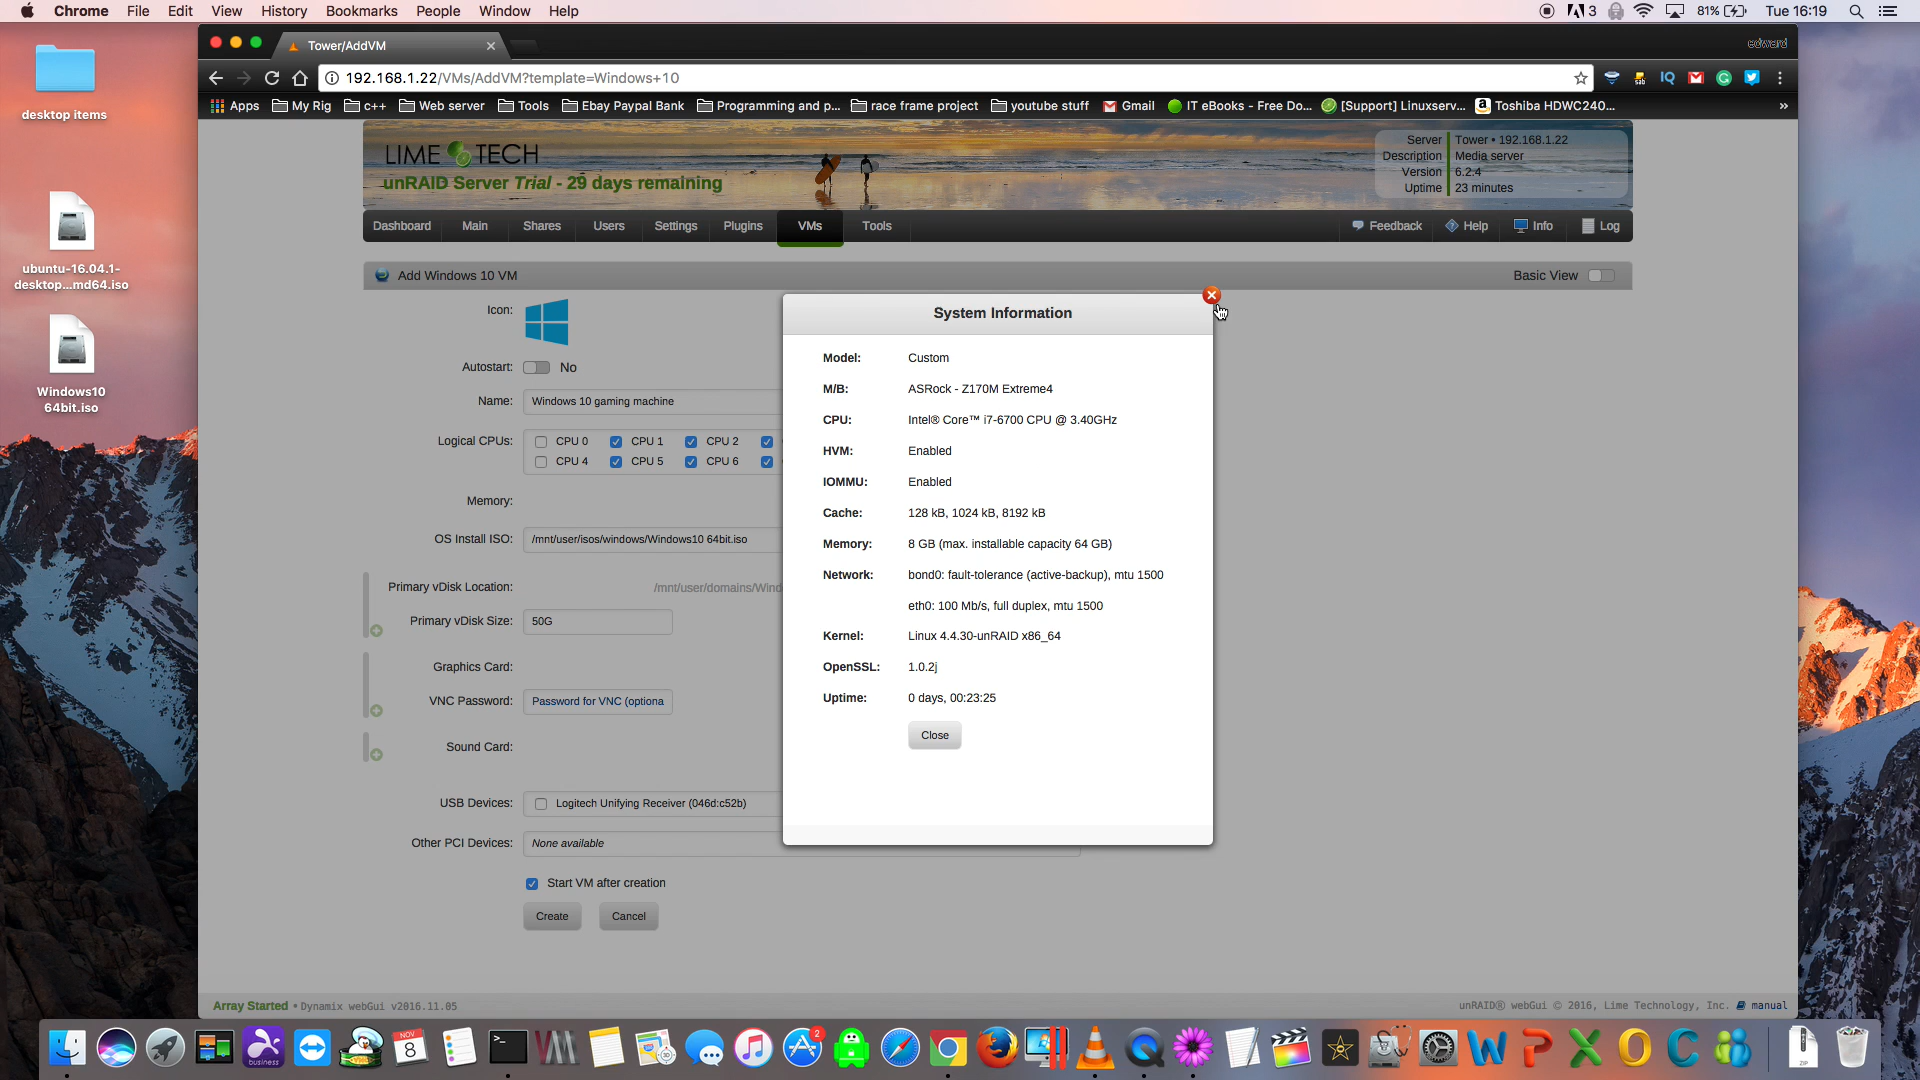 Chrome File Edit View History Bookmarks People Window Help
3 81% Tue 16:19
desktop items
ubuntu-16.04.1-
desktop...md64.iso
Windows10
64bit.iso
Tower/AddVM
edward
192.168.1.22/VMs/AddVM?template=Windows+10
Apps My Rig c++ Web server Tools Ebay Paypal Bank Programming and p... race frame project youtube stuff Gmail IT eBooks - Free Do... [Support] Linuxserv... Toshiba HDWC240... »
LIME TECH
unRAID Server Trial - 29 days remaining
Server Tower • 192.168.1.22
Description Media server
Version 6.2.4
Uptime 23 minutes
Dashboard Main Shares Users Settings Plugins VMs Tools Feedback Help Info Log
Add Windows 10 VM Basic View
Icon:
Autostart: No
Name: Windows 10 gaming machine
Logical CPUs: CPU 0 CPU 1 CPU 2
CPU 4 CPU 5 CPU 6
Memory:
OS Install ISO: /mnt/user/isos/windows/Windows10 64bit.iso
Primary vDisk Location: /mnt/user/domains/Wind
Primary vDisk Size: 50G
Graphics Card:
VNC Password: Password for VNC (optiona
Sound Card:
USB Devices: Logitech Unifying Receiver (046d:c52b)
Other PCI Devices: None available
Start VM after creation
Create Cancel
System Information
Model: Custom
M/B: ASRock - Z170M Extreme4
CPU: Intel® Core™ i7-6700 CPU @ 3.40GHz
HVM: Enabled
IOMMU: Enabled
Cache: 128 kB, 1024 kB, 8192 kB
Memory: 8 GB (max. installable capacity 64 GB)
Network: bond0: fault-tolerance (active-backup), mtu 1500
eth0: 100 Mb/s, full duplex, mtu 1500
Kernel: Linux 4.4.30-unRAID x86_64
OpenSSL: 1.0.2j
Uptime: 0 days, 00:23:25
Close
Array Started • Dynamix webGui v2016.11.05
unRAID® webGui © 2016, Lime Technology, Inc. manual
business
NOV
8
2
ZIP